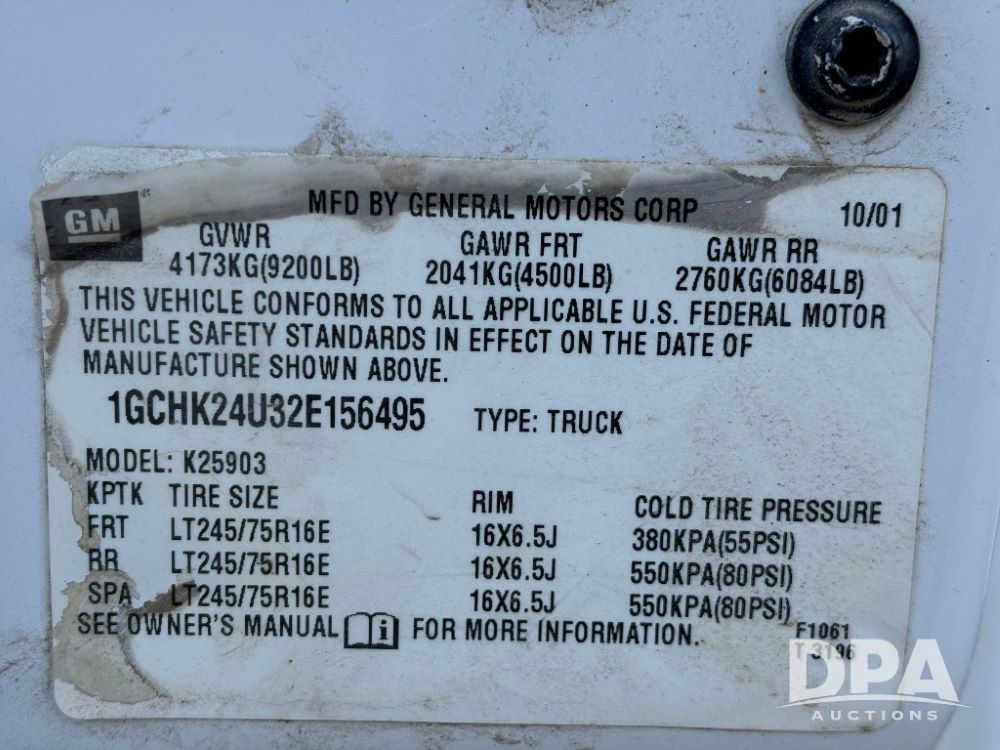 GM
MFD BY GENERAL MOTORS CORP 10/01
GVWR GAWR FRT GAWR RR
4173KG(9200LB) 2041KG(4500LB) 2760KG(6084LB)
THIS VEHICLE CONFORMS TO ALL APPLICABLE U.S. FEDERAL MOTOR
VEHICLE SAFETY STANDARDS IN EFFECT ON THE DATE OF
MANUFACTURE SHOWN ABOVE.
1GCHK24U32E156495 TYPE: TRUCK
MODEL: K25903
KPTK TIRE SIZE RIM COLD TIRE PRESSURE
FRT LT245/75R16E 16X6.5J 380KPA(55PSI)
RR LT245/75R16E 16X6.5J 550KPA(80PSI)
SPA LT245/75R16E 16X6.5J 550KPA(80PSI)
SEE OWNER'S MANUAL i FOR MORE INFORMATION.
F1061
T 3196
DPA
AUCTIONS